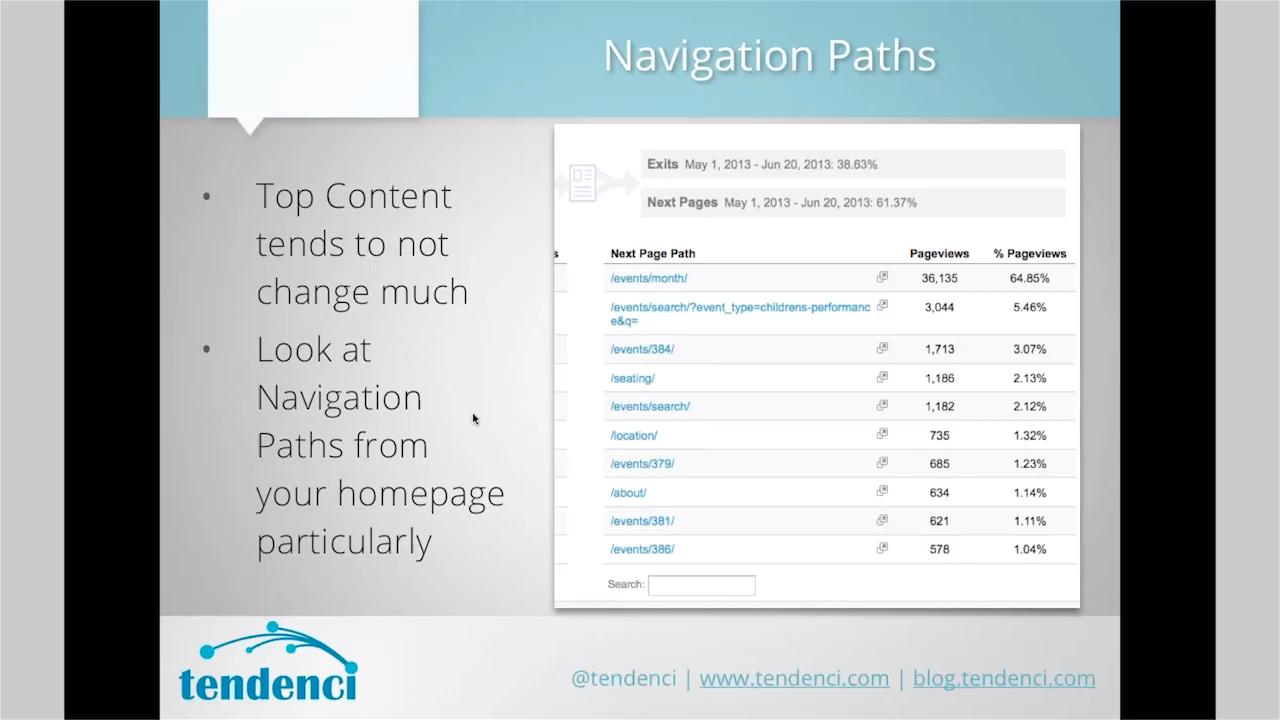 Navigation Paths
• Top Content
tends to not
change much
• Look at
Navigation
Paths from
your homepage
particularly
Exits May 1, 2013 - Jun 20, 2013: 38.63%
Next Pages May 1, 2013 - Jun 20, 2013: 61.37%
s Next Page Path Pageviews % Pageviews
/events/month/ 36,135 64.85%
/events/search/?event_type=childrens-performanc 3,044 5.46%
e&q=
/events/384/ 1,713 3.07%
/seating/ 1,186 2.13%
/events/search/ 1,182 2.12%
/location/ 735 1.32%
/events/379/ 685 1.23%
/about/ 634 1.14%
/events/381/ 621 1.11%
/events/386/ 578 1.04%
Search:
tendenci
@tendenci | www.tendenci.com | blog.tendenci.com